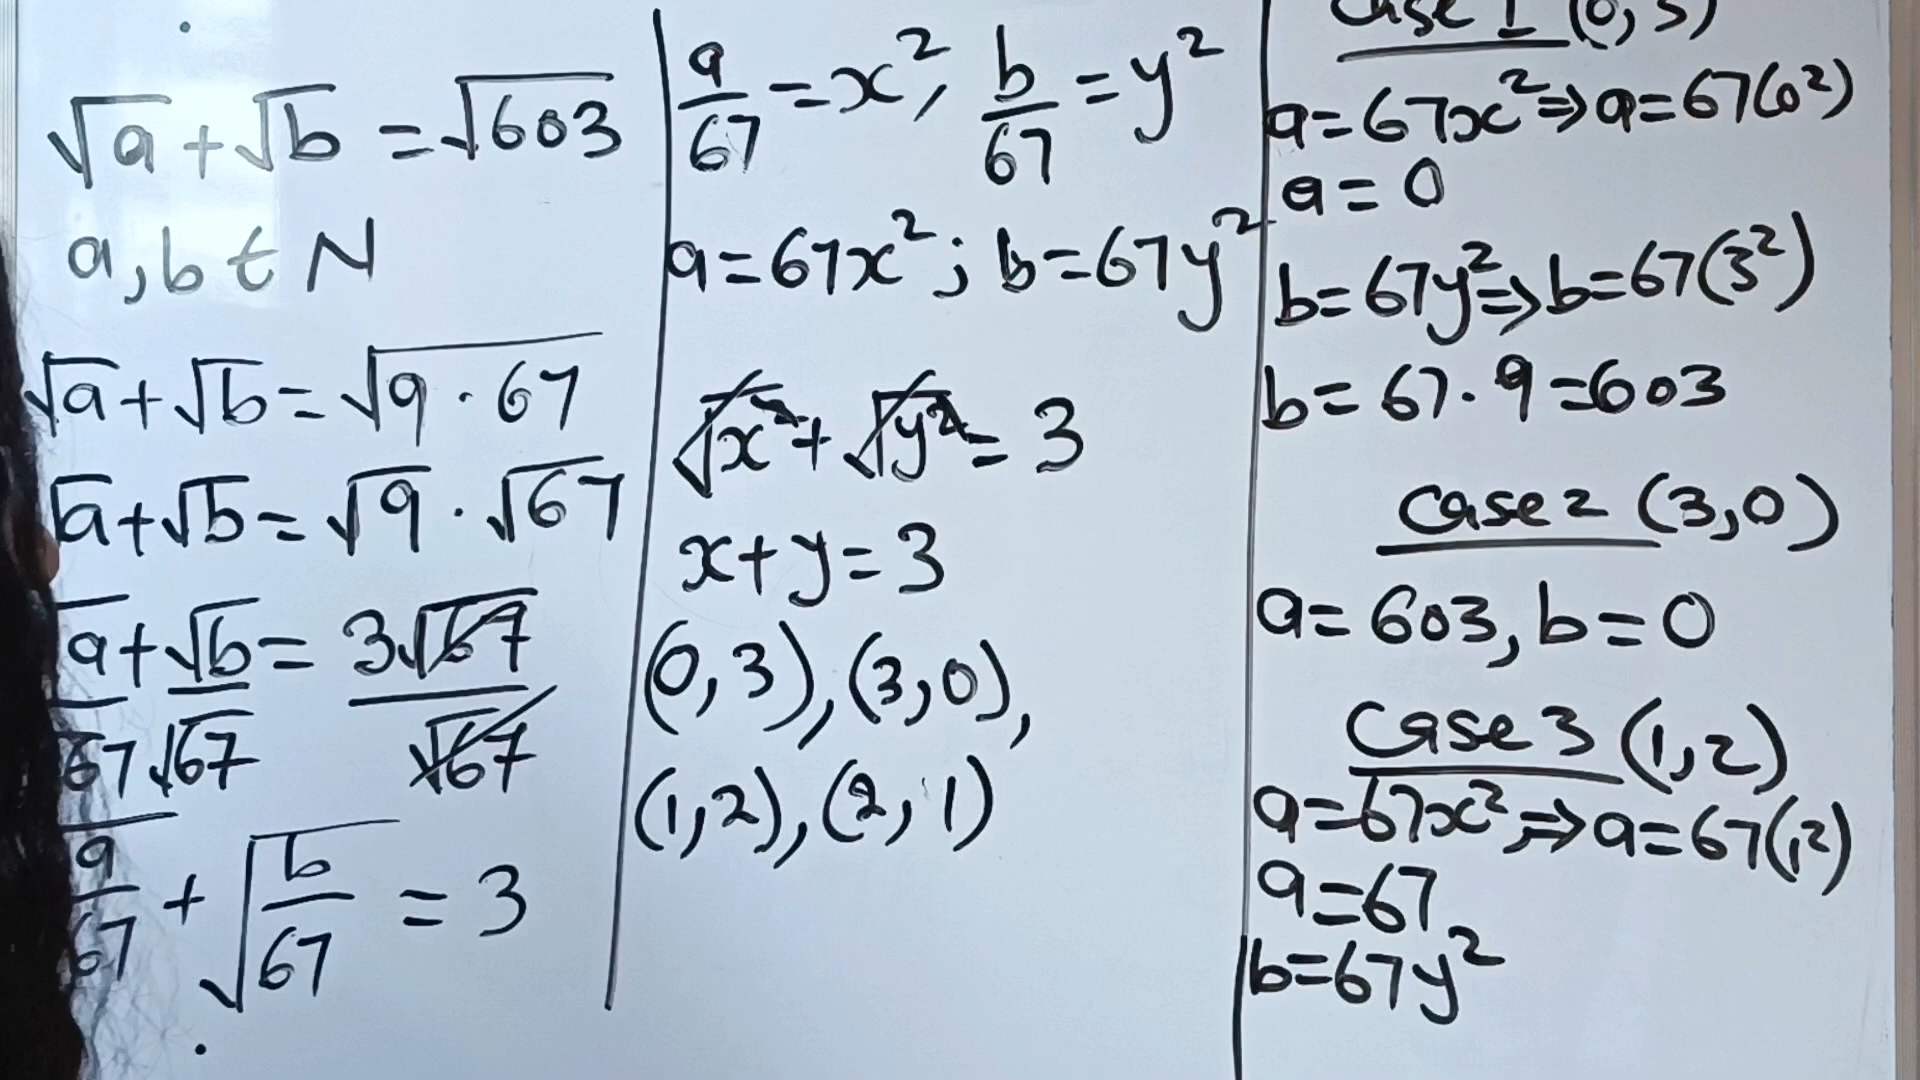 √a + √b = √603
a, b ∈ N
√a + √b = √9 · 67
√a + √b = √9 · √67
√a + √b = 3√67
67 √67 √67
a/67 + √b/67 = 3
a/67 = x², b/67 = y²
a = 67x² ; b = 67y²
√x² + √y² = 3
x + y = 3
(0, 3), (3, 0),
(1, 2), (2, 1)
Case 1 (0, 3)
a = 67x² ⇒ a = 67(0²)
a = 0
b = 67y² ⇒ b = 67(3²)
b = 67 · 9 = 603
Case 2 (3, 0)
a = 603, b = 0
Case 3 (1, 2)
a = 67x², ⇒ a = 67(1²)
a = 67
b = 67y²